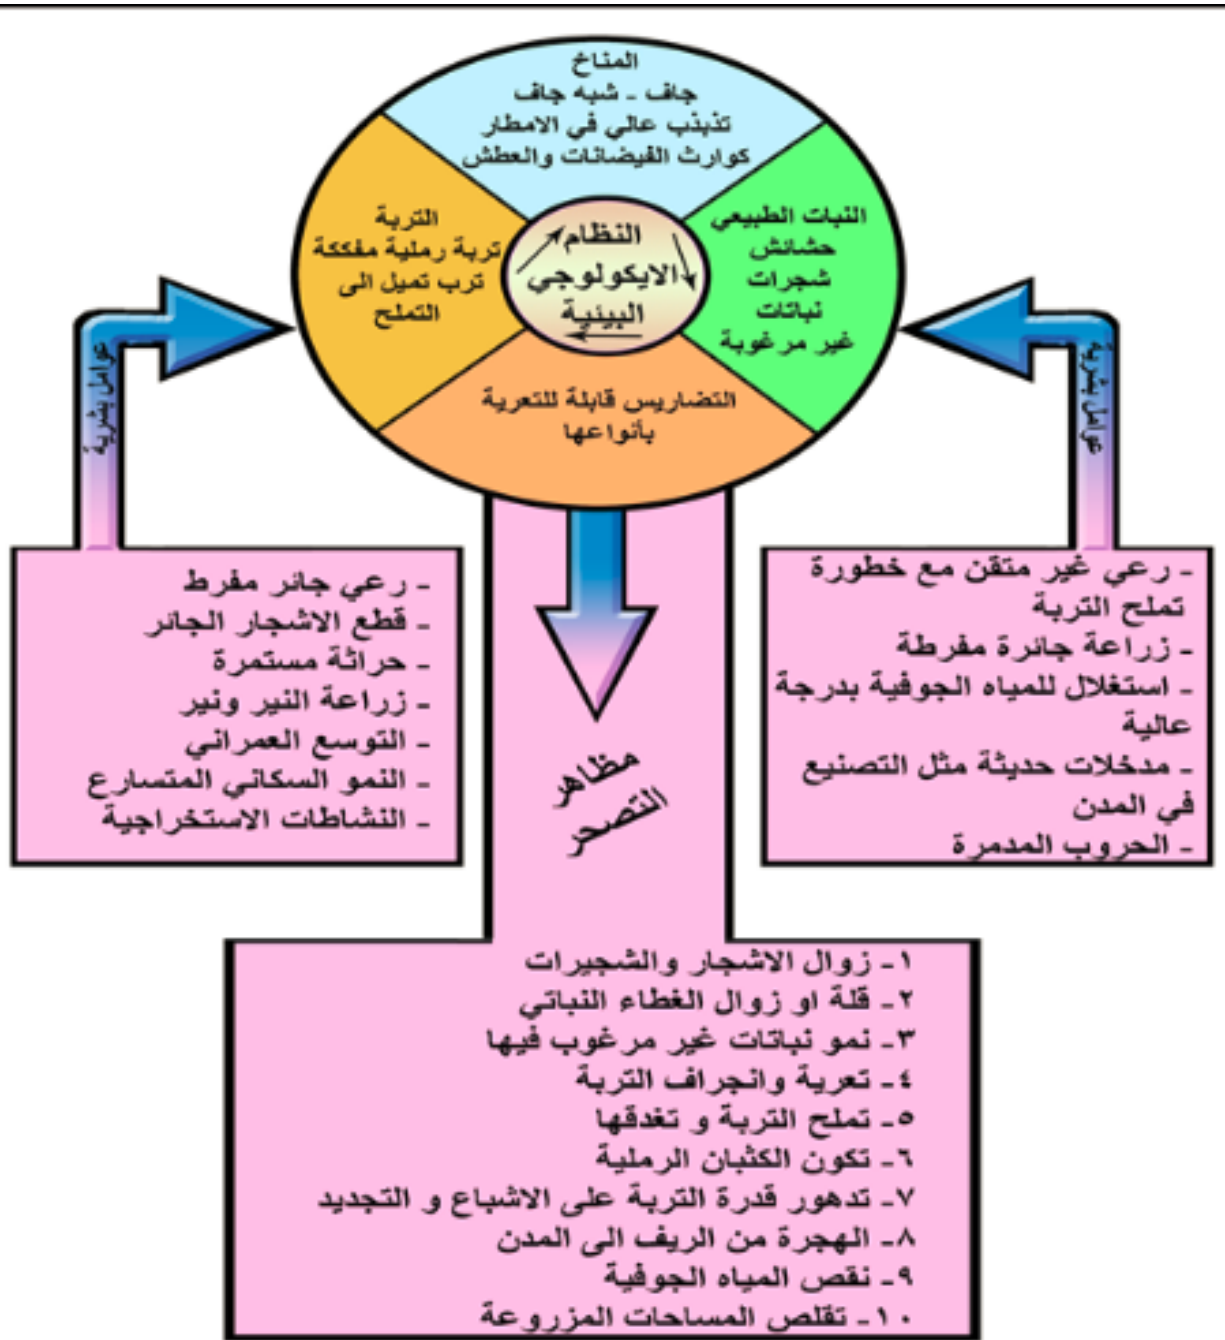 المناخ
جاف - شبه جاف
تذبذب عالي في الامطار
كوارث الفيضانات والعطش
النبات الطبيعي
حشائش
شجرات
نباتات
غير مرغوبة
التربة
تربة رملية مفككة
ترب تميل الى
التملح
النظام
الايكولوجي
البيئية
التضاريس قابلة للتعرية
بأنواعها
عوامل بشرية
عوامل بشرية
- رعي غير متقن مع خطورة
تملح التربة
- زراعة جائرة مفرطة
- استغلال للمياه الجوفية بدرجة
عالية
- مدخلات حديثة مثل التصنيع
في المدن
- الحروب المدمرة
- رعي جائر مفرط
- قطع الاشجار الجائر
- حراثة مستمرة
- زراعة النير ونير
- التوسع العمراني
- النمو السكاني المتسارع
- النشاطات الاستخراجية
مظاهر
التصحر
١- زوال الاشجار والشجيرات
٢- قلة او زوال الغطاء النباتي
٣- نمو نباتات غير مرغوب فيها
٤- تعرية وانجراف التربة
٥- تملح التربة و تغدقها
٦- تكون الكثبان الرملية
٧- تدهور قدرة التربة على الاشباع و التجديد
٨- الهجرة من الريف الى المدن
٩- نقص المياه الجوفية
١٠- تقلص المساحات المزروعة